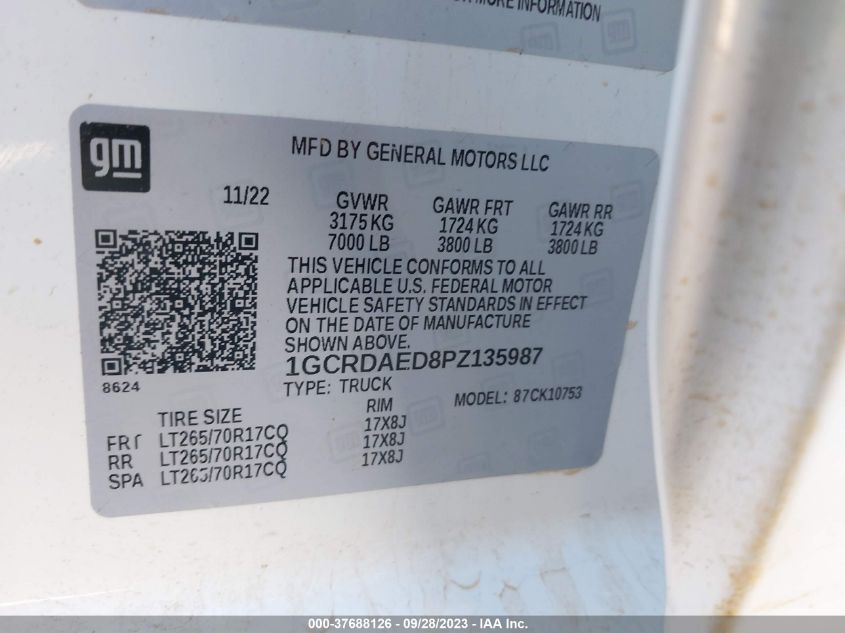 MORE INFORMATION
gm
MFD BY GENERAL MOTORS LLC
11/22 GVWR GAWR FRT GAWR RR
3175 KG 1724 KG 1724 KG
7000 LB 3800 LB 3800 LB
THIS VEHICLE CONFORMS TO ALL
APPLICABLE U.S. FEDERAL MOTOR
VEHICLE SAFETY STANDARDS IN EFFECT
ON THE DATE OF MANUFACTURE
SHOWN ABOVE.
1GCRDAED8PZ135987
8624
TYPE: TRUCK MODEL: 87CK10753
TIRE SIZE RIM
FRT LT265/70R17CQ 17X8J
RR LT265/70R17CQ 17X8J
SPA LT265/70R17CQ 17X8J
000-37688126 - 09/28/2023 - IAA Inc.